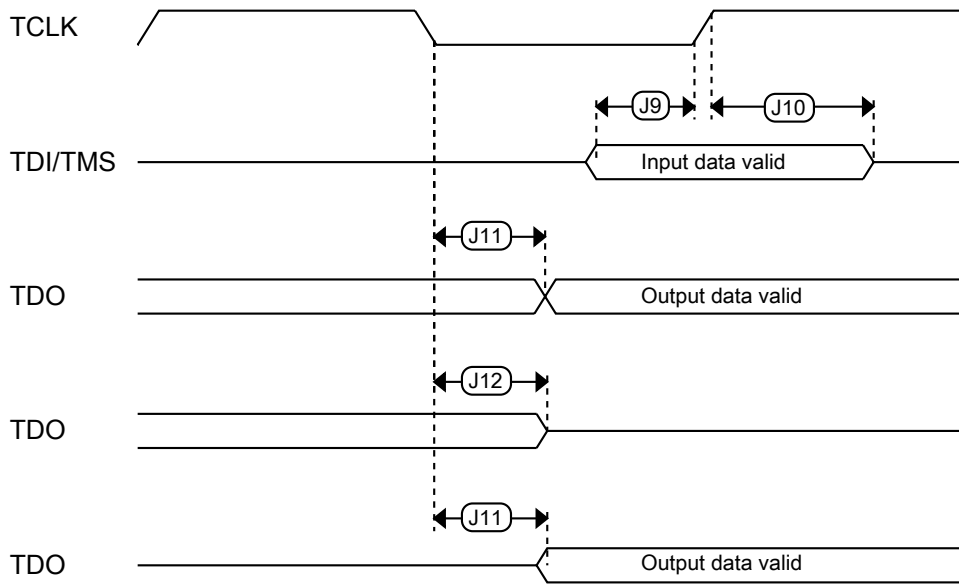 TCLK
J9
J10
TDI/TMS
Input data valid
J11
TDO
Output data valid
J12
TDO
J11
TDO
Output data valid